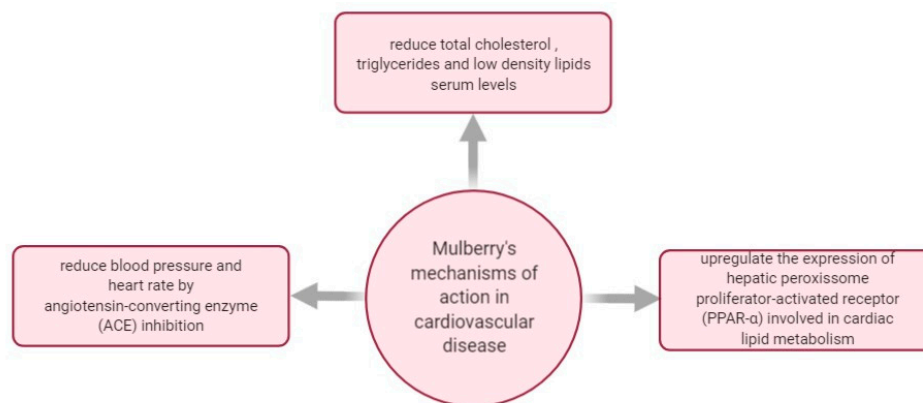 reduce total cholesterol ,
triglycerides and low density lipids
serum levels
Mulberry's
mechanisms of
action in
cardiovascular
disease
reduce blood pressure and
heart rate by
angiotensin-converting enzyme
(ACE) inhibition
upregulate the expression of
hepatic peroxissome
proliferator-activated receptor
(PPAR-α) involved in cardiac
lipid metabolism